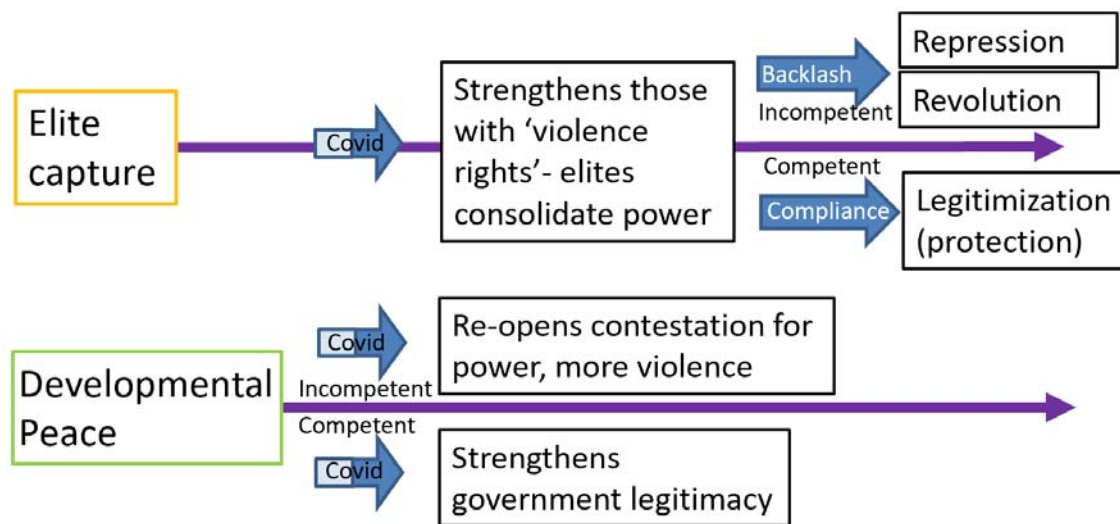 Elite
capture
Covid
Strengthens those
with ‘violence
rights’- elites
consolidate power
Backlash
Incompetent
Repression
Revolution
Competent
Compliance
Legitimization
(protection)
Developmental
Peace
Covid
Incompetent
Re-opens contestation for
power, more violence
Competent
Covid
Strengthens
government legitimacy